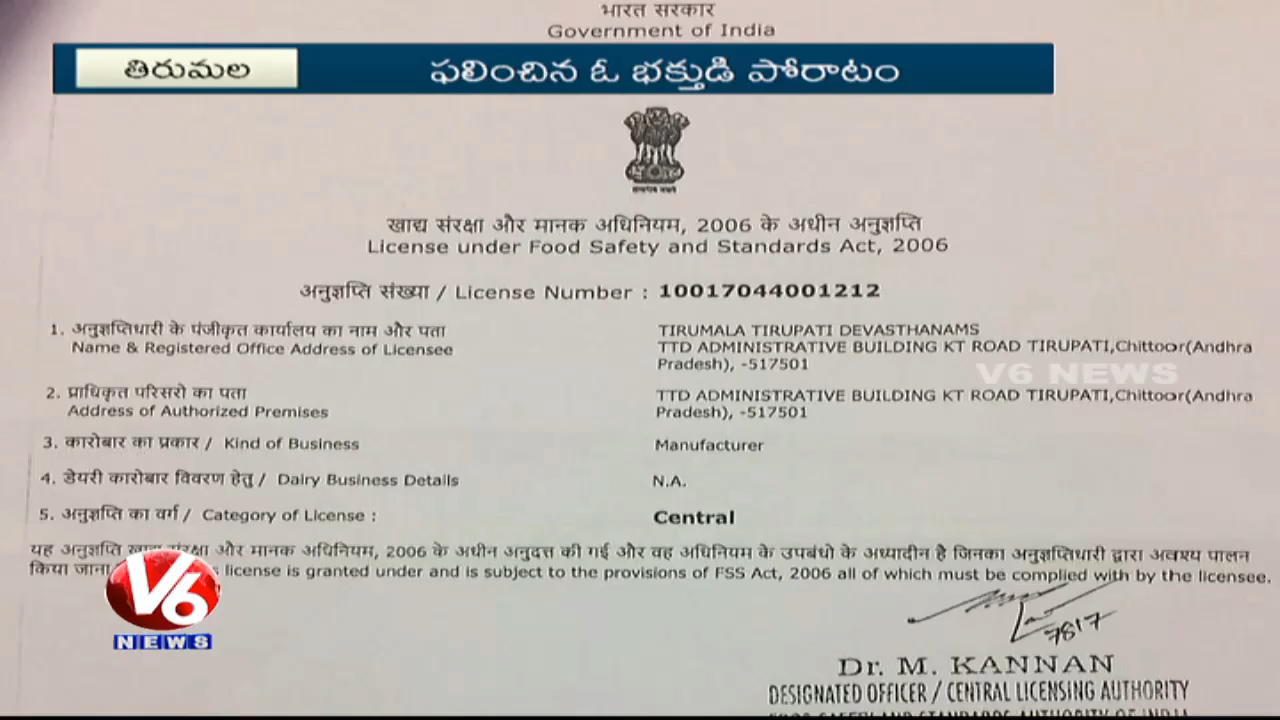 भारत सरकार
Government of India
తిరుమల
ఫలించిన ఓ భక్తుడి పోరాటం
खाद्य संरक्षा और मानक अधिनियम, 2006 के अधीन अनुज्ञप्ति
License under Food Safety and Standards Act, 2006
अनुज्ञप्ति संख्या / License Number : 10017044001212
1. अनुज्ञप्तिधारी के पंजीकृत कार्यालय का नाम और पता
Name & Registered Office Address of Licensee
TIRUMALA TIRUPATI DEVASTHANAMS
TTD ADMINISTRATIVE BUILDING KT ROAD TIRUPATI,Chittoor(Andhra
Pradesh), -517501
V6 NEWS
2. प्राधिकृत परिसरो का पता
Address of Authorized Premises
TTD ADMINISTRATIVE BUILDING KT ROAD TIRUPATI,Chittoor(Andhra
Pradesh), -517501
3. कारोबार का प्रकार / Kind of Business
Manufacturer
4. डेयरी कारोबार विवरण हेतु / Dairy Business Details
N.A.
5. अनुज्ञप्ति का वर्ग / Category of License :
Central
यह अनुज्ञप्ति खाद्य संरक्षा और मानक अधिनियम, 2006 के अधीन अनुदत्त की गई और वह अधिनियम के उपबंधो के अध्यादीन है जिनका अनुज्ञप्तिधारी द्वारा अवश्य पालन
किया जाना license is granted under and is subject to the provisions of FSS Act, 2006 all of which must be complied with by the licensee.
V6
NEWS
7817
Dr. M. KANNAN
DESIGNATED OFFICER / CENTRAL LICENSING AUTHORITY
FOOD SAFETY AND STANDARDS AUTHORITY OF INDIA